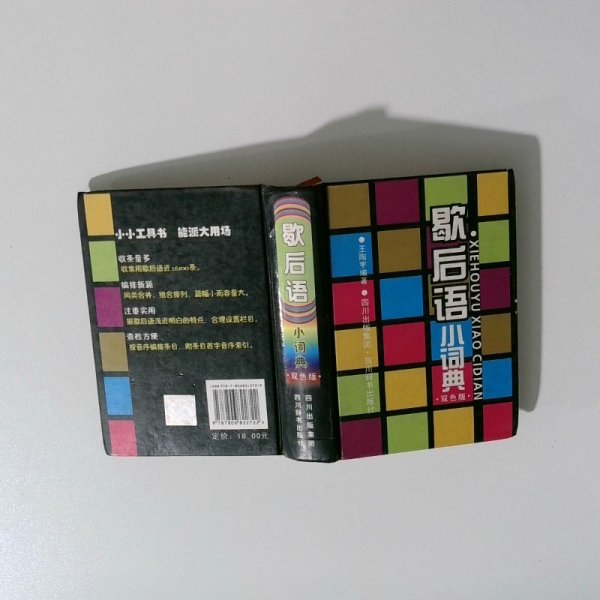 小小工具书 能派大用场
收条量多
收常用歇后语近16500条。
编排新颖
同类合并、组合排列，篇幅小而容量大。
注重实用
据歇后语浅近明白的特点，合理设置栏目。
查检方便
按音序编排条目，附条目首字音序索引。
定价：18.00元
歇后语
小词典
·双色版·
四川出版集团
四川辞书出版社
歇后语
小词典
·双色版·
XIEHOUYU XIAO CIDIAN
王陶宇编著
四川出版集团·四川辞书出版社